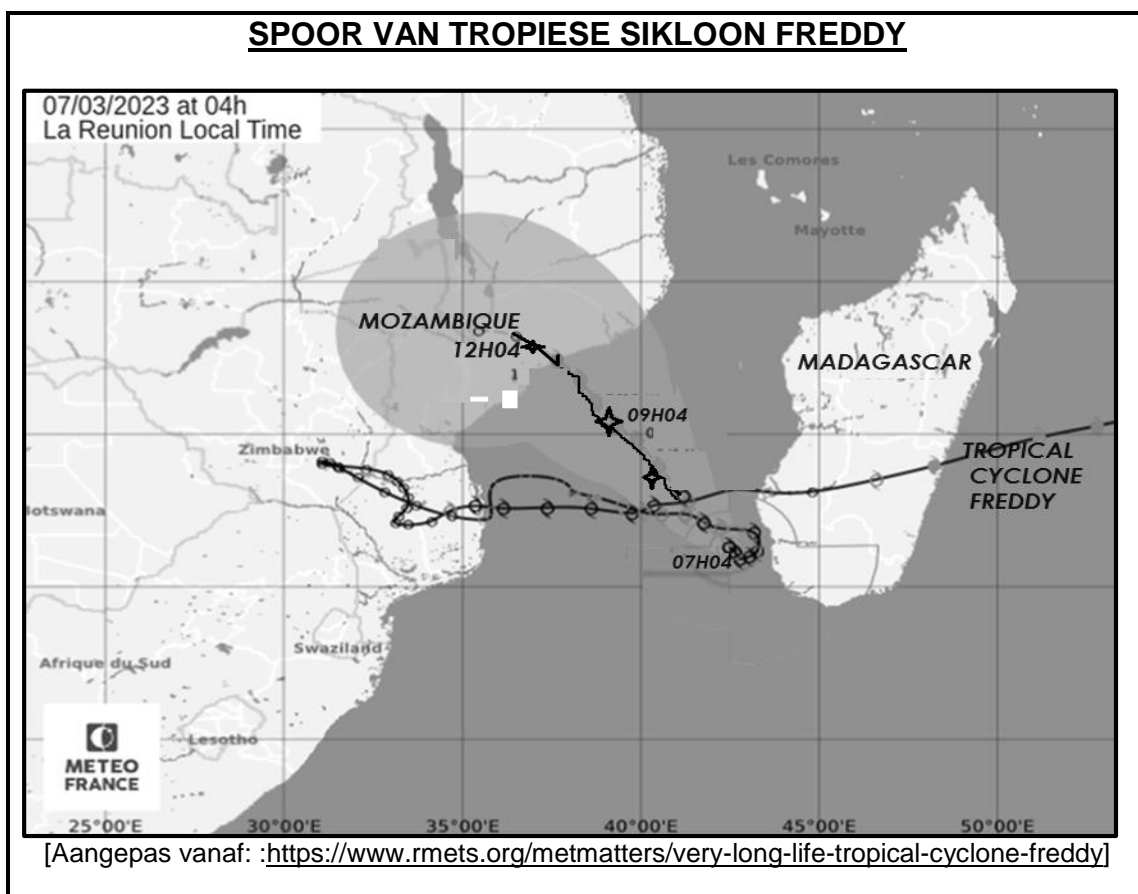 SPOOR VAN TROPIESE SIKLOON FREDDY
07/03/2023 at 04h
La Reunion Local Time
Les Comores
Mayotte
MOZAMBIQUE
12H04
1
MADAGASCAR
09H04
0
Zimbabwe
TROPICAL
CYCLONE
FREDDY
Botswana
07H04
Swaziland
Afrique du Sud
Lesotho
METEO
FRANCE
25°00'E 30°00'E 35°00'E 40°00'E 45°00'E 50°00'E
[Aangepas vanaf: :https://www.rmets.org/metmatters/very-long-life-tropical-cyclone-freddy]